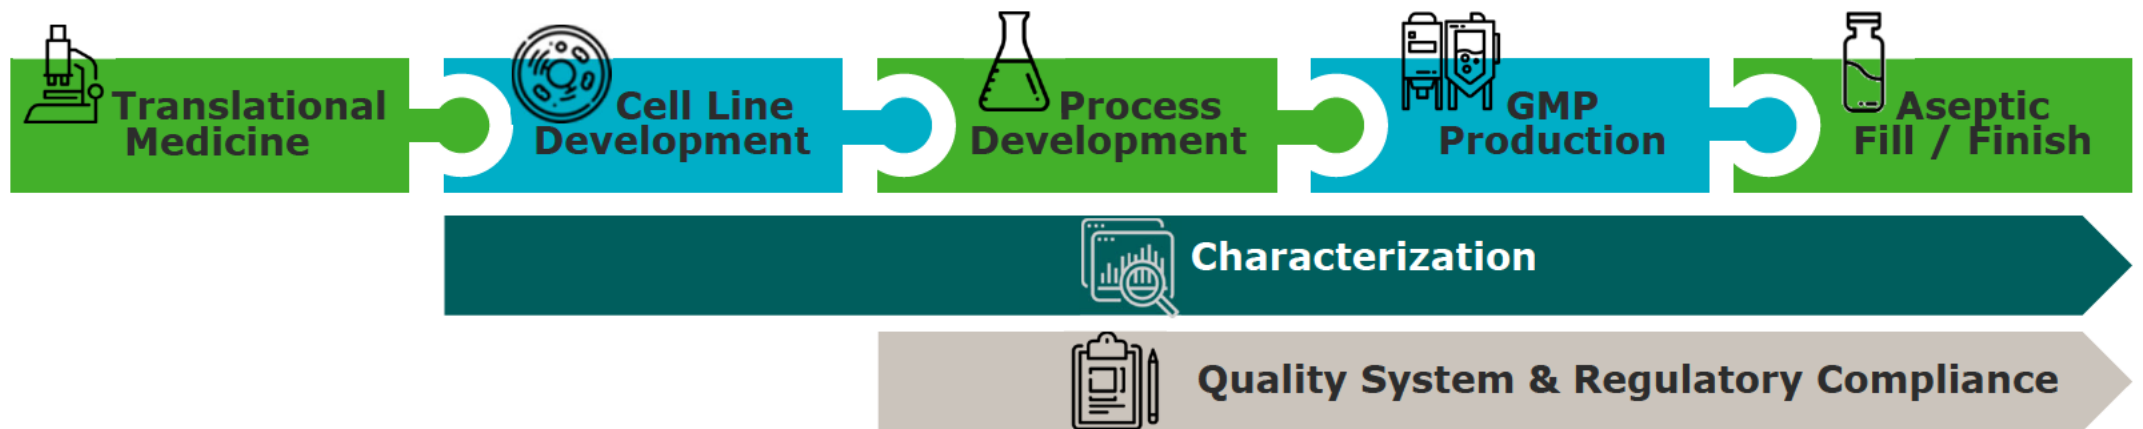 Translational
Medicine
Cell Line
Development
Process
Development
GMP
Production
Aseptic
Fill / Finish
Characterization
Quality System & Regulatory Compliance